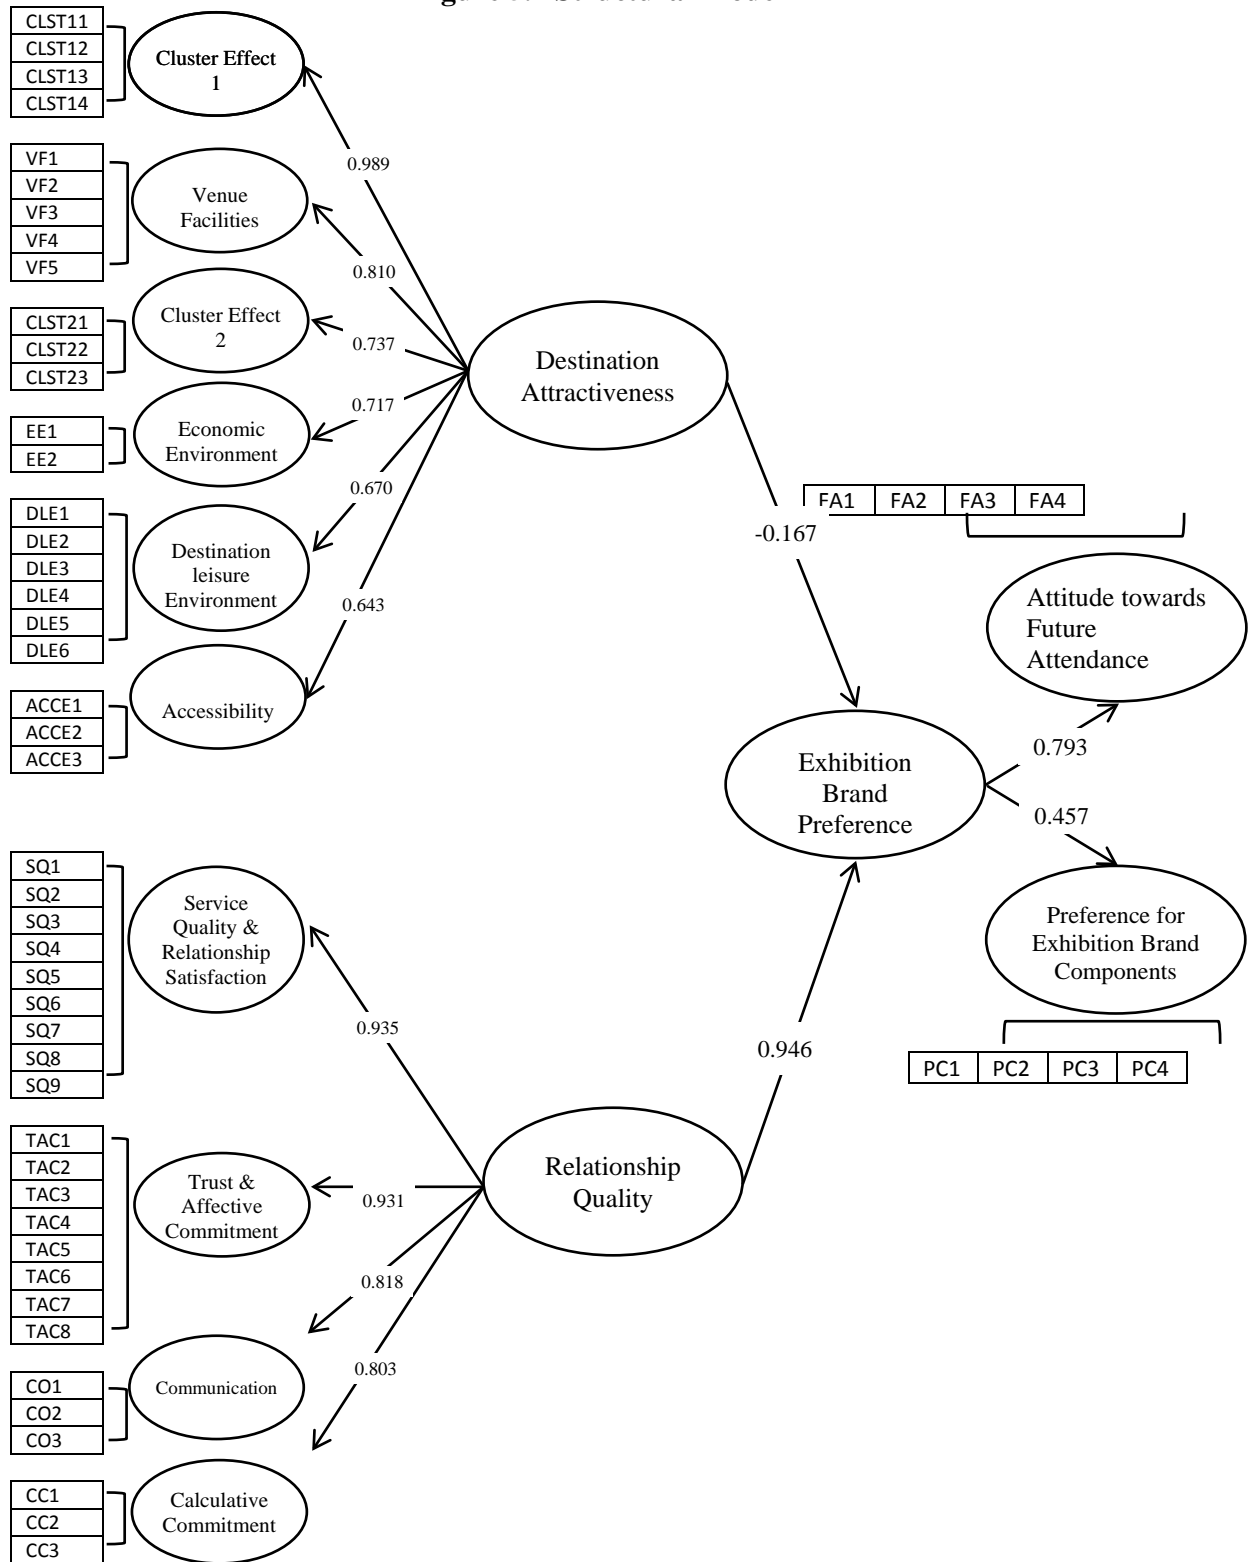 CLST11
CLST12
CLST13
CLST14
Cluster Effect
1
0.989
VF1
VF2
VF3
VF4
VF5
Venue
Facilities
0.810
CLST21
CLST22
CLST23
Cluster Effect
2
0.737
EE1
EE2
Economic
Environment
0.717
DLE1
DLE2
DLE3
DLE4
DLE5
DLE6
Destination
leisure
Environment
0.670
ACCE1
ACCE2
ACCE3
Accessibility
0.643
Destination
Attractiveness
-0.167
FA1 FA2 FA3 FA4
Attitude towards
Future
Attendance
0.793
Exhibition
Brand
Preference
0.457
Preference for
Exhibition Brand
Components
PC1 PC2 PC3 PC4
0.946
SQ1
SQ2
SQ3
SQ4
SQ5
SQ6
SQ7
SQ8
SQ9
Service
Quality &
Relationship
Satisfaction
0.935
TAC1
TAC2
TAC3
TAC4
TAC5
TAC6
TAC7
TAC8
Trust &
Affective
Commitment
0.931
Relationship
Quality
CO1
CO2
CO3
Communication
0.818
CC1
CC2
CC3
Calculative
Commitment
0.803